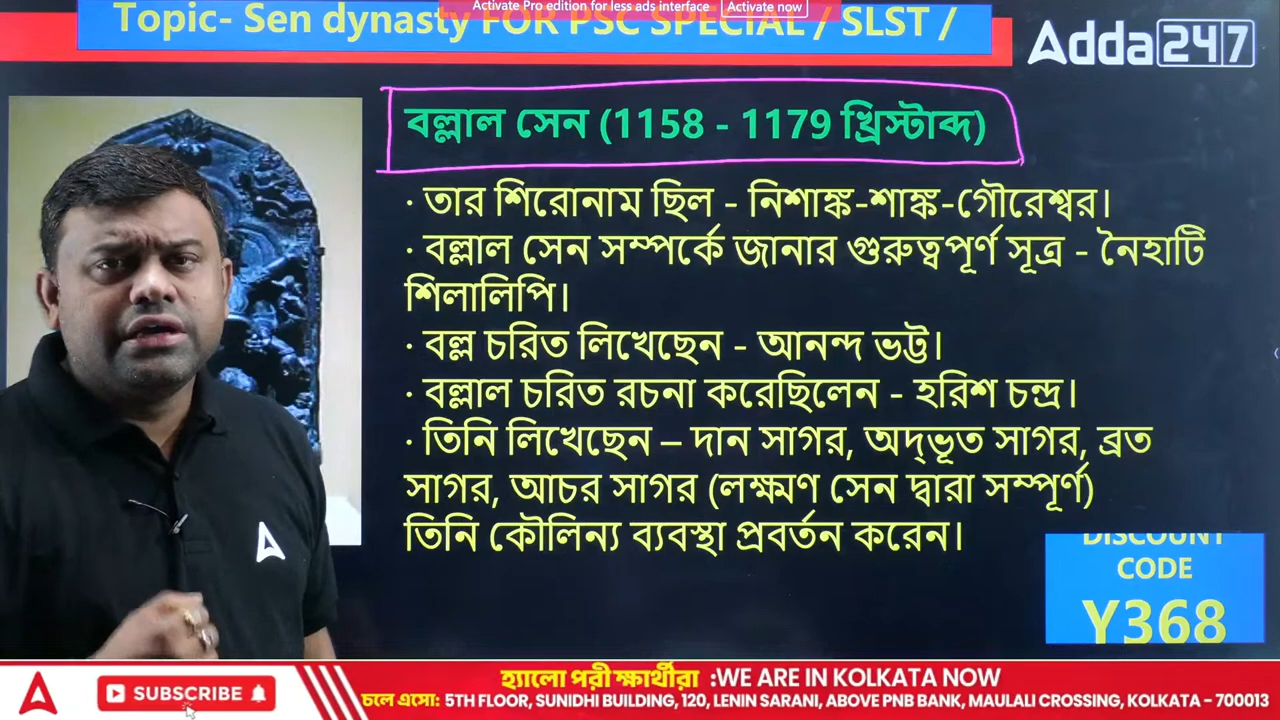 Activate Pro edition for less ads interface Activate now
Topic- Sen dynasty FOR PSC SPECIAL / SLST /
Adda247
বল্লাল সেন (1158 - 1179 খ্রিস্টাব্দ)
· তার শিরোনাম ছিল - নিশাঙ্ক-শাঙ্ক-গৌরেশ্বর।
· বল্লাল সেন সম্পর্কে জানার গুরুত্বপূর্ণ সূত্র - নৈহাটি
শিলালিপি।
· বল্ল চরিত লিখেছেন - আনন্দ ভট্ট।
· বল্লাল চরিত রচনা করেছিলেন - হরিশ চন্দ্র।
· তিনি লিখেছেন – দান সাগর, অদ্ভূত সাগর, ব্রত
সাগর, আচর সাগর (লক্ষ্মণ সেন দ্বারা সম্পূর্ণ)
তিনি কৌলিন্য ব্যবস্থা প্রবর্তন করেন।
DISCOUNT
CODE
Y368
হ্যালো পরীক্ষার্থীরা :WE ARE IN KOLKATA NOW
SUBSCRIBE
চলে এসো: 5TH FLOOR, SUNIDHI BUILDING, 120, LENIN SARANI, ABOVE PNB BANK, MAULALI CROSSING, KOLKATA – 700013